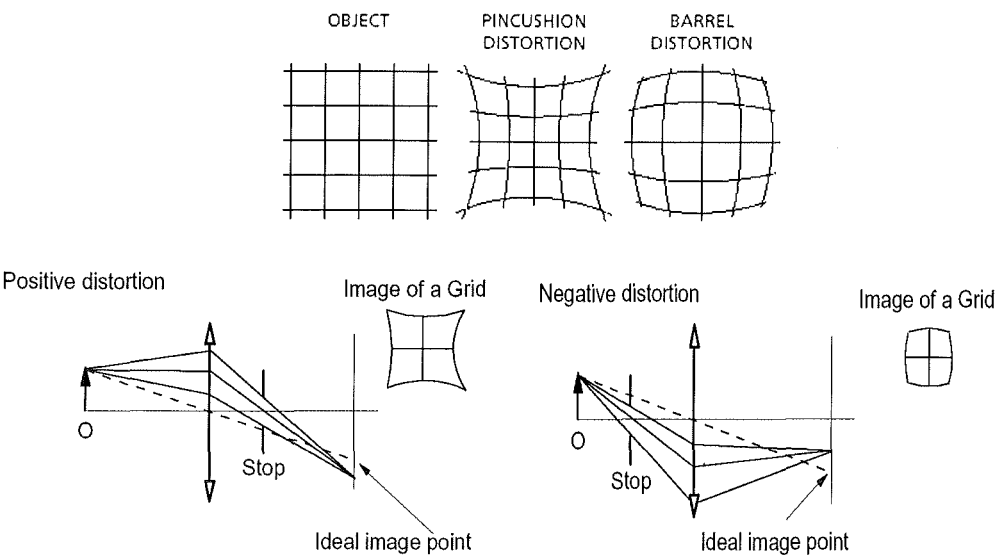 OBJECT
PINCUSHION
DISTORTION
BARREL
DISTORTION
Positive distortion
Image of a Grid
O
Stop
Ideal image point
Negative distortion
Image of a Grid
O
Stop
Ideal image point